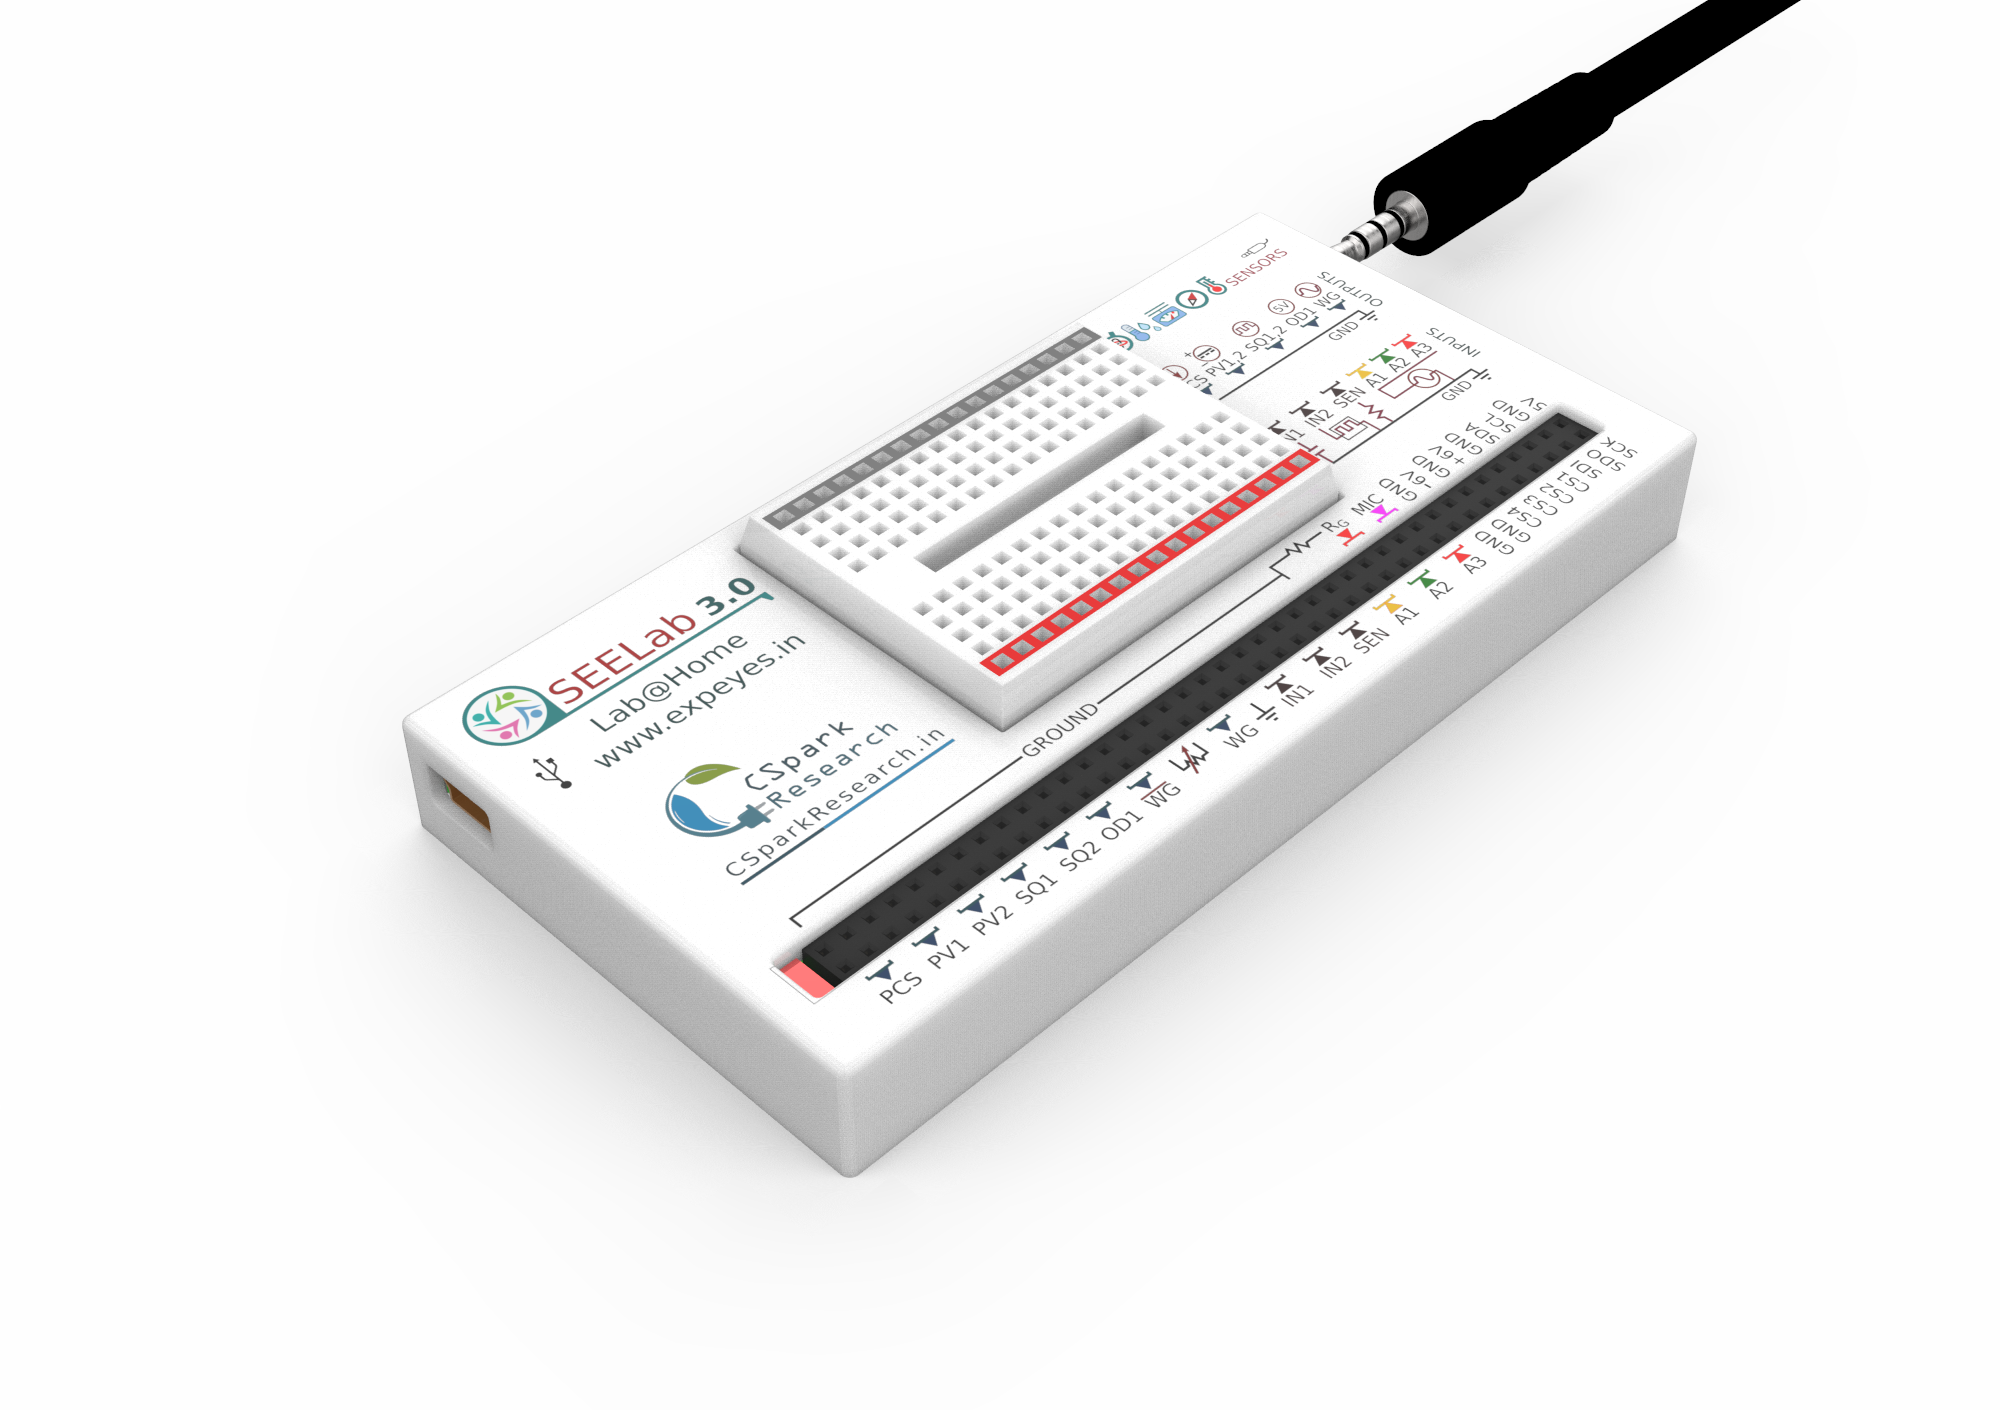 SEELab 3.0
Lab@Home
www.expeyes.in
CSpark
Research
CSparkResearch.in
SENSORS
OUTPUTS
WG
OD1
SQ1,2
PV1,2
CS
GND
INPUTS
A3
A2
A1
SEN
IN2
N1
GND
GROUND
RG
MIC
GND
-6V
GND
+6V
GND
SDA
SCL
GND
5V
PCS
PV1
PV2
SQ1
SQ2
OD1
WG
WG
IN1
IN2
SEN
A1
A2
A3
GND
GND
CS4
CS3
CS2
CS1
SDI
SDO
SCK